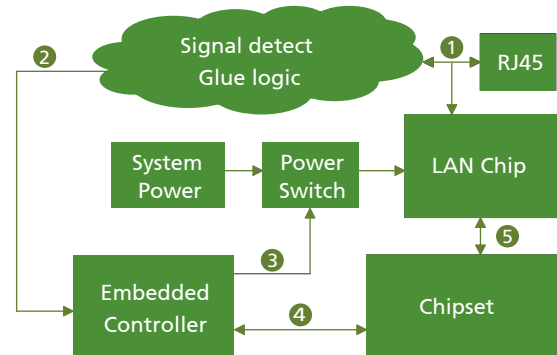 Signal detect
Glue logic
1
RJ45
2
System
Power
Power
Switch
LAN Chip
3
5
Embedded
Controller
4
Chipset